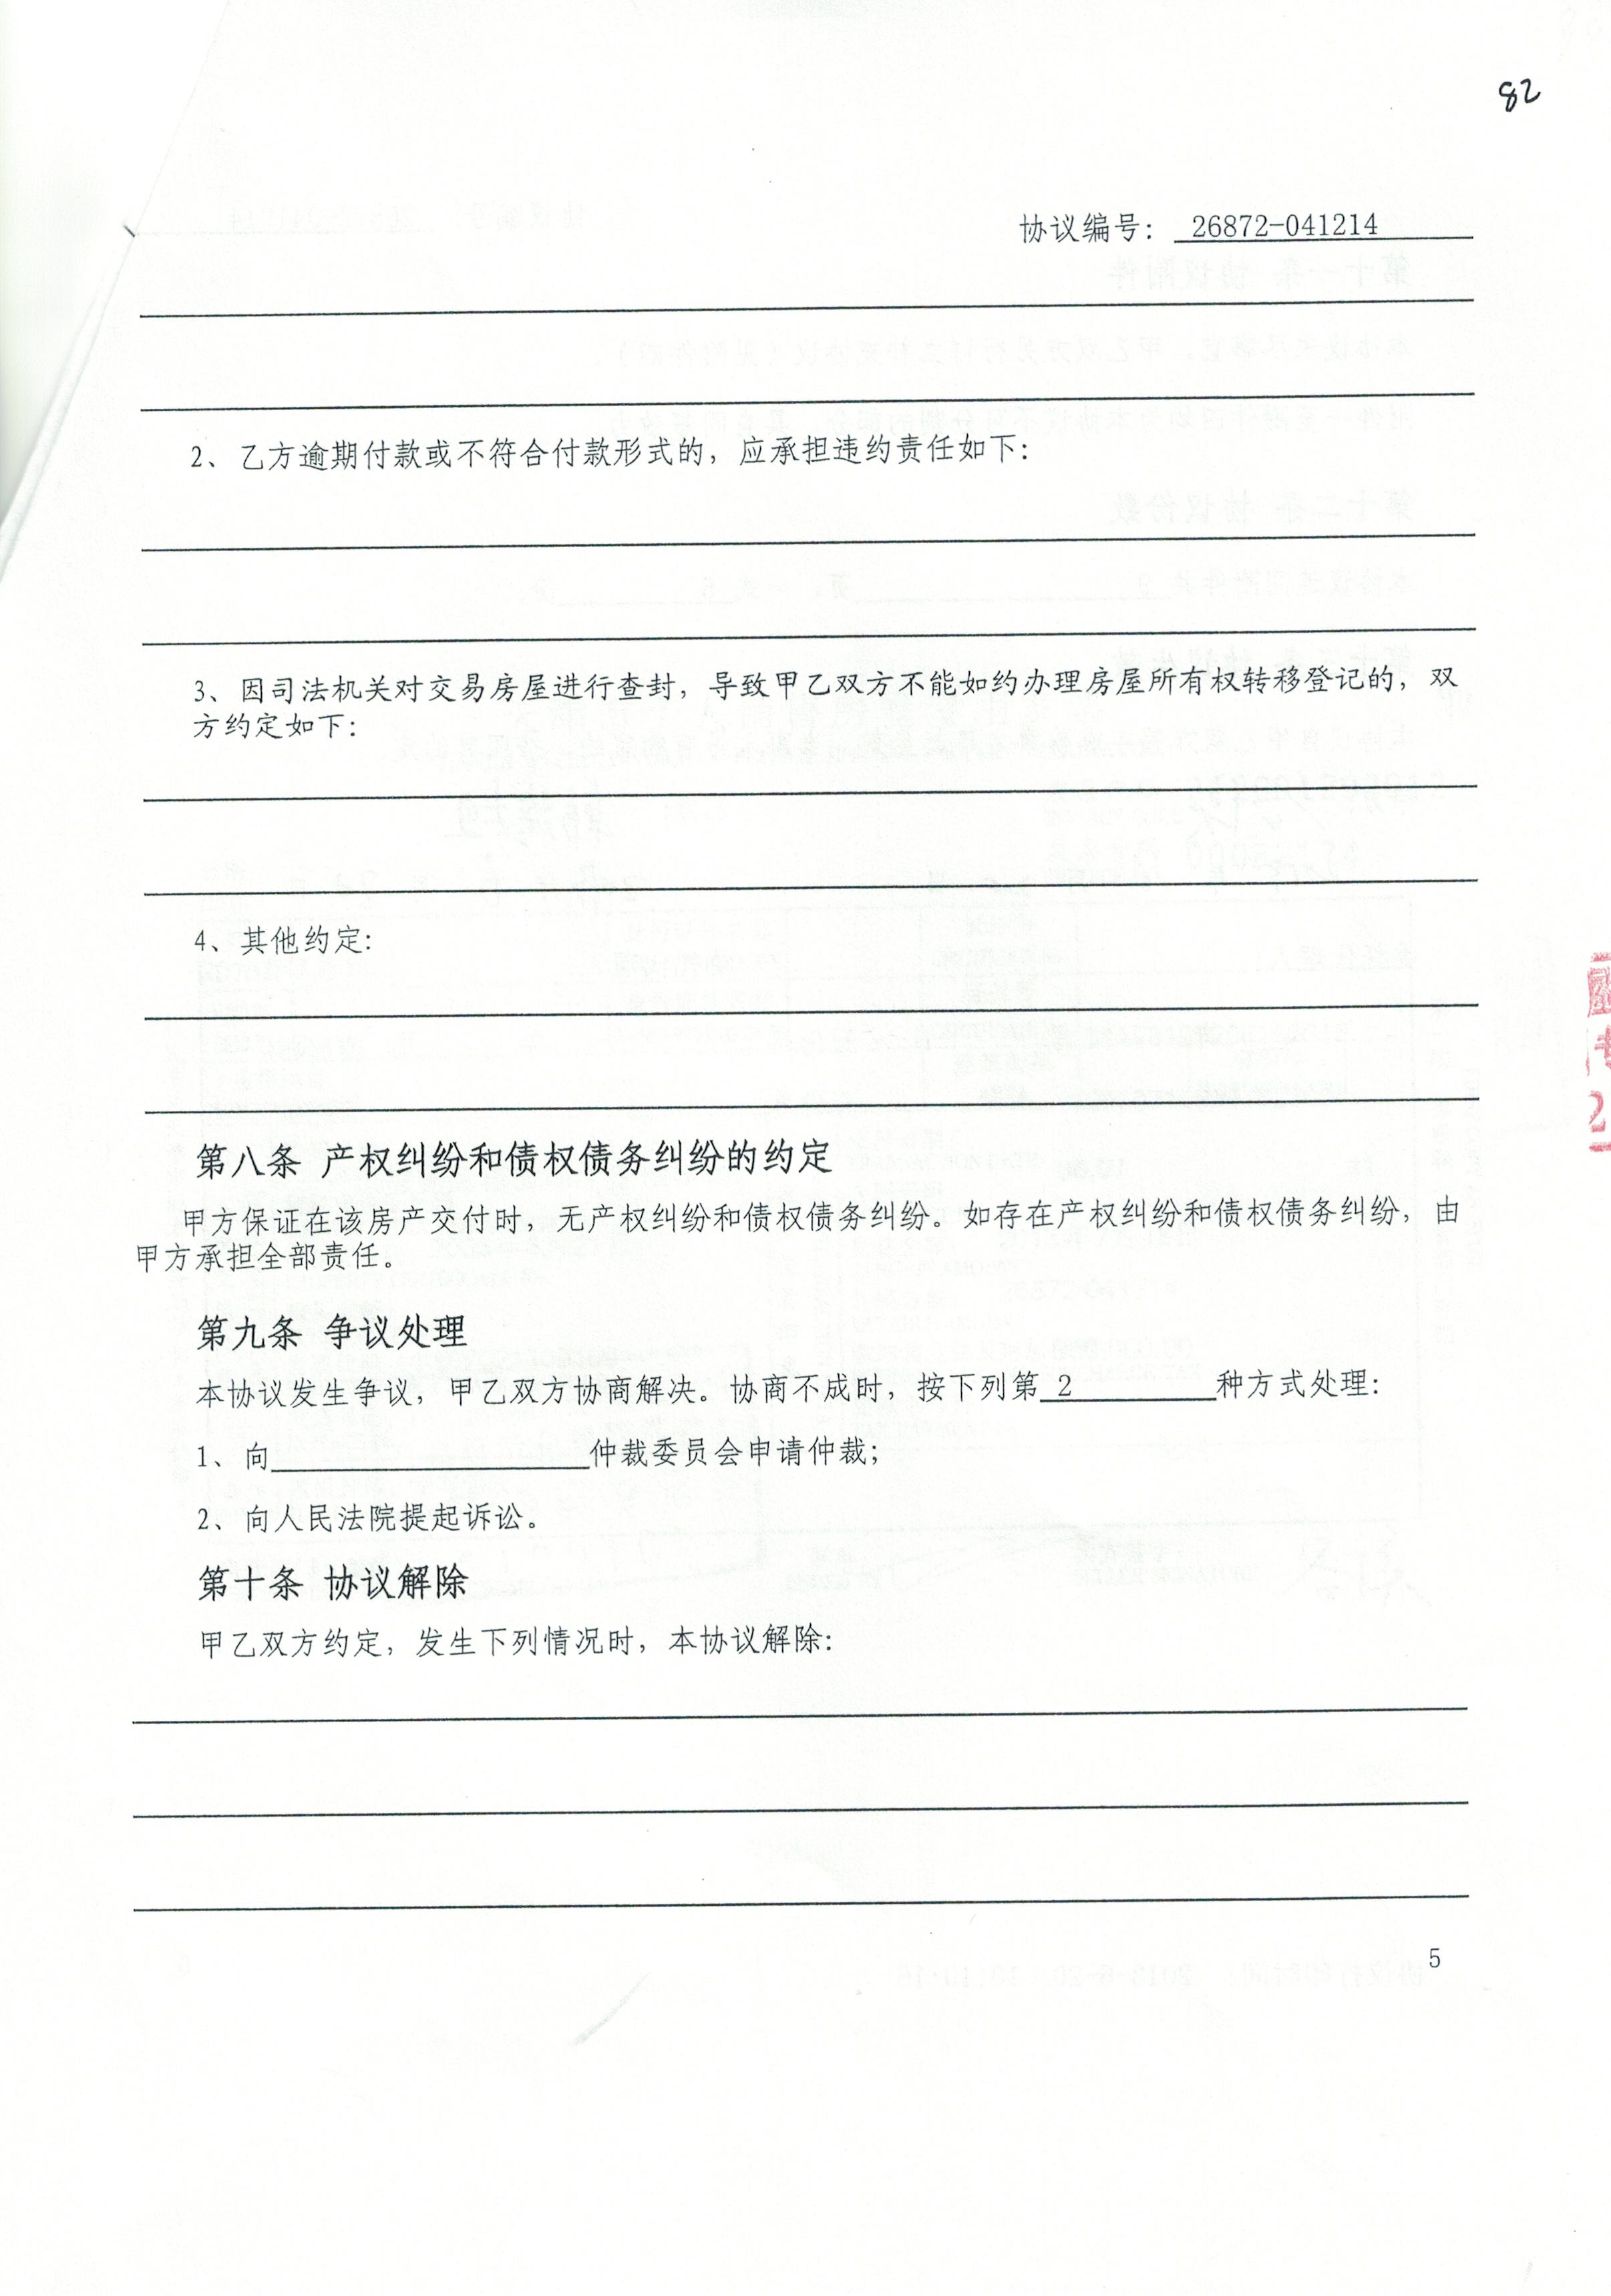 82
协议编号： 26872-041214
2、乙方逾期付款或不符合付款形式的，应承担违约责任如下：
3、因司法机关对交易房屋进行查封，导致甲乙双方不能如约办理房屋所有权转移登记的，双
方约定如下：
4、其他约定：
第八条 产权纠纷和债权债务纠纷的约定
甲方保证在该房产交付时，无产权纠纷和债权债务纠纷。如存在产权纠纷和债权债务纠纷，由
甲方承担全部责任。
第九条 争议处理
本协议发生争议，甲乙双方协商解决。协商不成时，按下列第 2 种方式处理：
1、向 仲裁委员会申请仲裁；
2、向人民法院提起诉讼。
第十条 协议解除
甲乙双方约定，发生下列情况时，本协议解除：
5